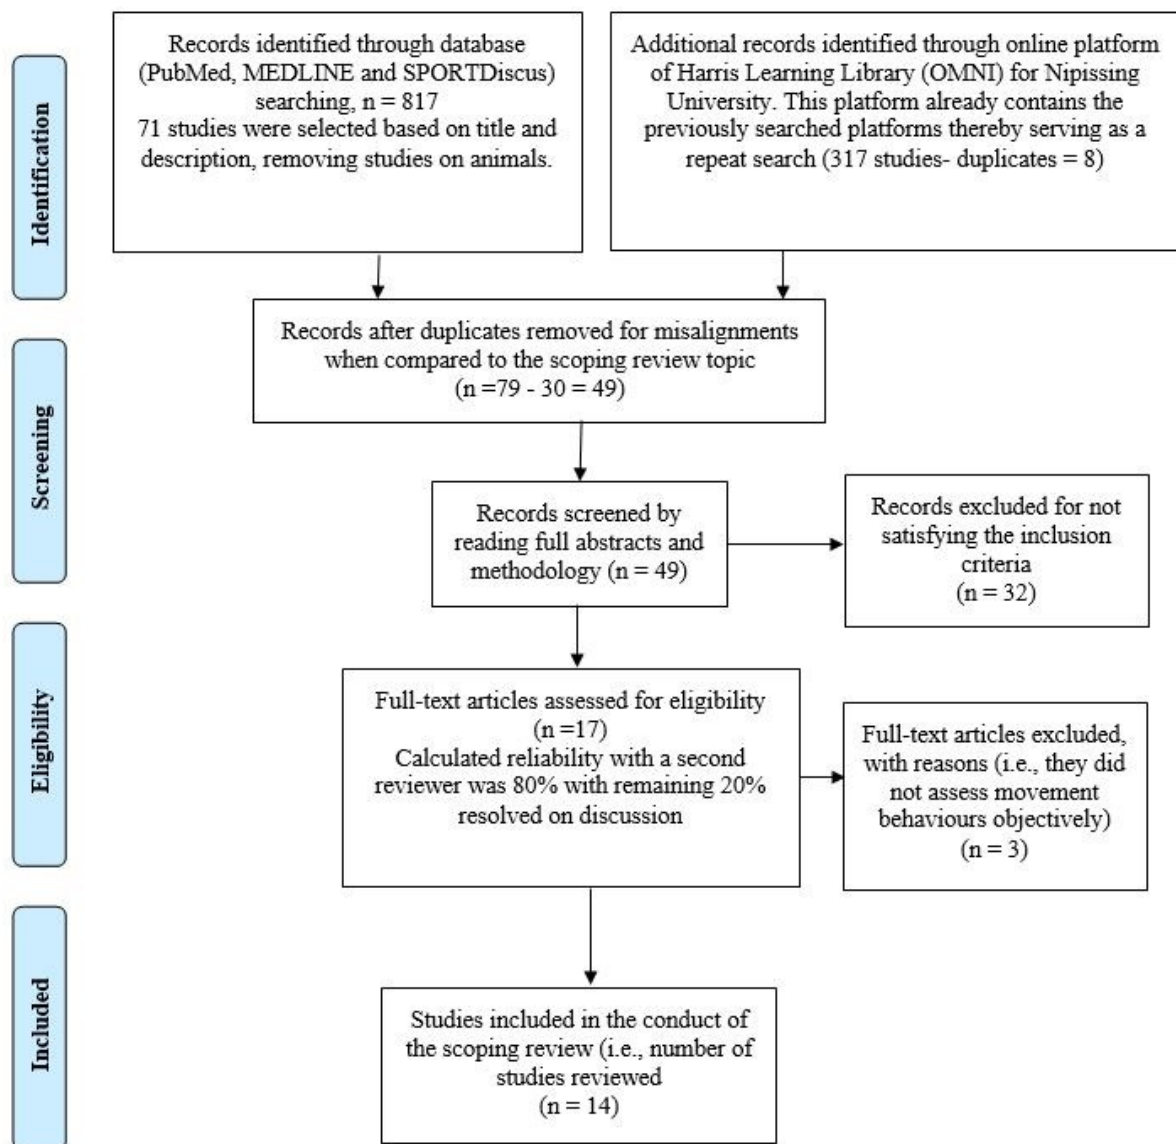 Identification
Records identified through database
(PubMed, MEDLINE and SPORTDiscus)
searching, n = 817
71 studies were selected based on title and
description, removing studies on animals.
Additional records identified through online platform
of Harris Learning Library (OMNI) for Nipissing
University. This platform already contains the
previously searched platforms thereby serving as a
repeat search (317 studies- duplicates = 8)
Screening
Records after duplicates removed for misalignments
when compared to the scoping review topic
(n =79 - 30 = 49)
Records screened by
reading full abstracts and
methodology (n = 49)
Records excluded for not
satisfying the inclusion
criteria
(n = 32)
Eligibility
Full-text articles assessed for eligibility
(n =17)
Calculated reliability with a second
reviewer was 80% with remaining 20%
resolved on discussion
Full-text articles excluded,
with reasons (i.e., they did
not assess movement
behaviours objectively)
(n = 3)
Included
Studies included in the conduct of
the scoping review (i.e., number of
studies reviewed
(n = 14)